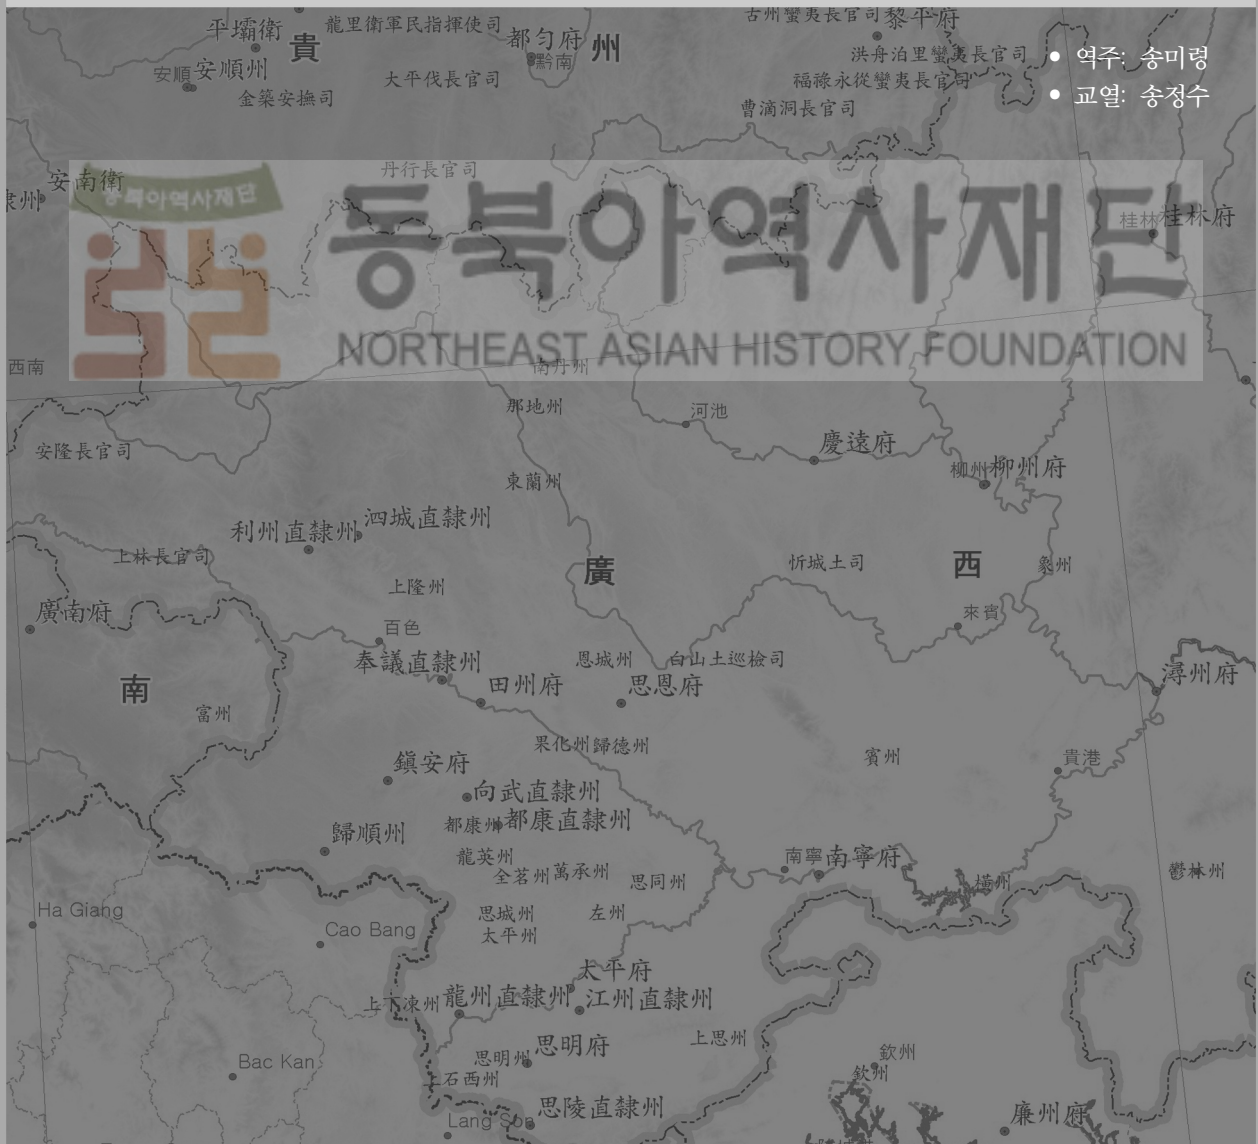 古州蠻夷長官司 黎平府
平壩衛 貴 龍里衛軍民指揮使司 都匀府 州
洪舟泊里蠻夷長官司
• 역주: 송미령
黔南
安順 安順州 大平伐長官司 福祿永從蠻夷長官司
• 교열: 송정수
金築安撫司 曹滴洞長官司
丹行長官司
安南衛
隶州
동북아역사재단
동북아역사재단
桂林 桂林府
NORTHEAST ASIAN HISTORY FOUNDATION
西南 南丹州
那地州 河池
安隆長官司 慶遠府
柳州 柳州府
東蘭州
利州直隸州 泗城直隸州
上林長官司 廣 忻城土司 西 象州
上隆州
廣南府 百色 來賓
奉議直隸州 恩城州 白山土巡檢司
潯州府
南 田州府 思恩府
富州
果化州 歸德州 賓州 貴港
鎭安府
向武直隸州
都康州 都康直隸州
歸順州
龍英州 南寧 南寧府
全茗州 萬承州 思同州 橫州 鬱林州
Ha Giang 思城州 左州
Cao Bang 太平州
太平府
上下凍州 龍州直隸州 江州直隸州
上思州
思明州 思明府 欽州
Bac Kan 上石西州 欽州
思陵直隸州 廉州府
Lang Son